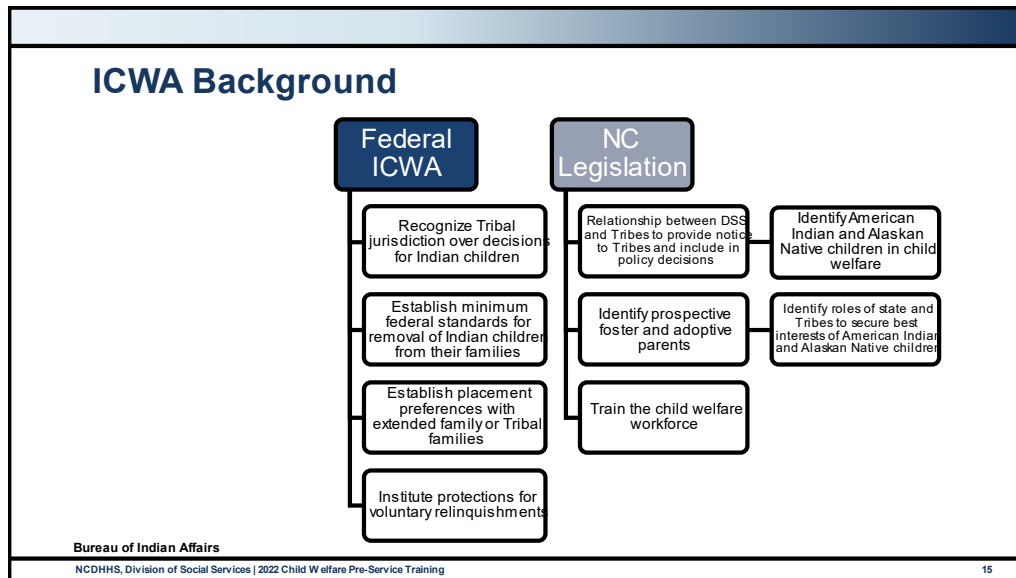 ICWA Background
Federal
ICWA
Recognize Tribal
jurisdiction over decisions
for Indian children
Establish minimum
federal standards for
removal of Indian children
from their families
Establish placement
preferences with
extended family or Tribal
families
Institute protections for
voluntary relinquishments
NC
Legislation
Relationship between DSS
and Tribes to provide notice
to Tribes and include in
policy decisions
Identify American
Indian and Alaskan
Native children in child
welfare
Identify prospective
foster and adoptive
parents
Identify roles of state and
Tribes to secure best
interests of American Indian
and Alaskan Native children
Train the child welfare
workforce
Bureau of Indian Affairs
NCDHHS, Division of Social Services | 2022 Child Welfare Pre-Service Training
15